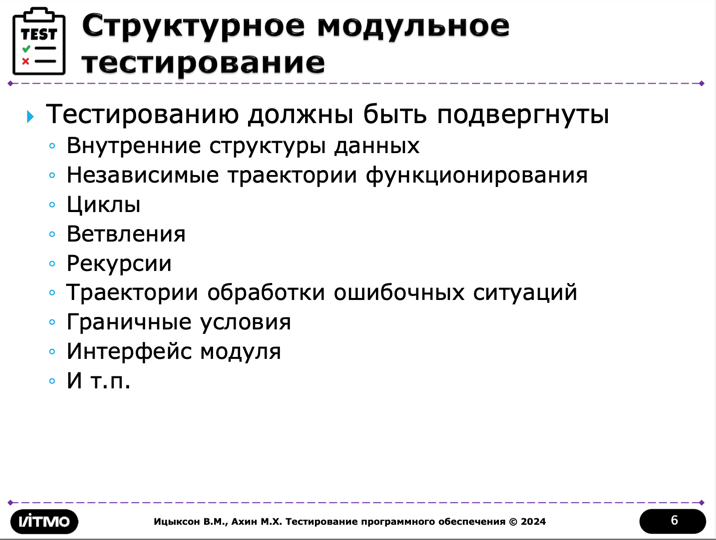 TEST
Структурное модульное
тестирование
Тестированию должны быть подвергнуты
Внутренние структуры данных
Независимые траектории функционирования
Циклы
Ветвления
Рекурсии
Траектории обработки ошибочных ситуаций
Граничные условия
Интерфейс модуля
И т.п.
ИТМО
Ицыксон В.М., Ахин М.Х. Тестирование программного обеспечения © 2024
6